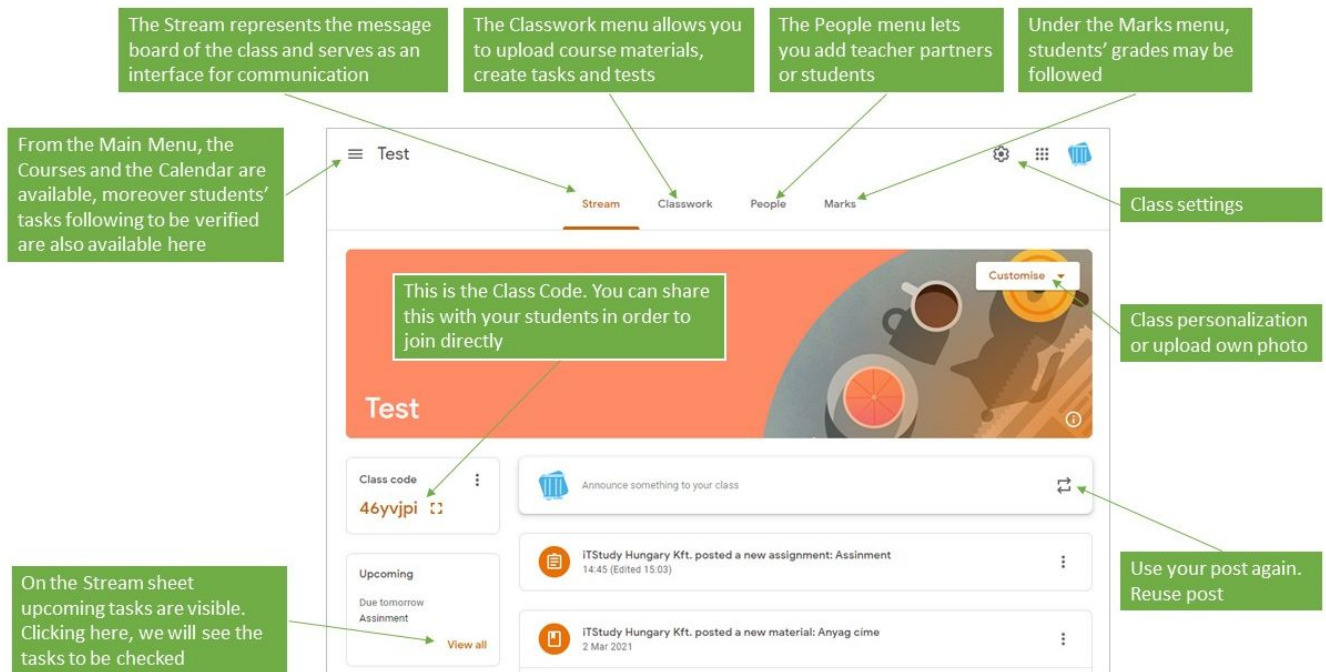 The Stream represents the message
board of the class and serves as an
interface for communication
The Classwork menu allows you
to upload course materials,
create tasks and tests
The People menu lets
you add teacher partners
or students
Under the Marks menu,
students' grades may be
followed
From the Main Menu, the
Courses and the Calendar are
available, moreover students'
tasks following to be verified
are also available here
Test
Stream Classwork People Marks
Class settings
This is the Class Code. You can share
this with your students in order to
join directly
Customise
Class personalization
or upload own photo
Test
Class code
46yvjpi
Announce something to your class
Use your post again.
Reuse post
iTStudy Hungary Kft. posted a new assignment: Assinment
14:45 (Edited 15:03)
Upcoming
Due tomorrow
Assinment
View all
On the Stream sheet
upcoming tasks are visible.
Clicking here, we will see the
tasks to be checked
iTStudy Hungary Kft. posted a new material: Anyag címe
2 Mar 2021